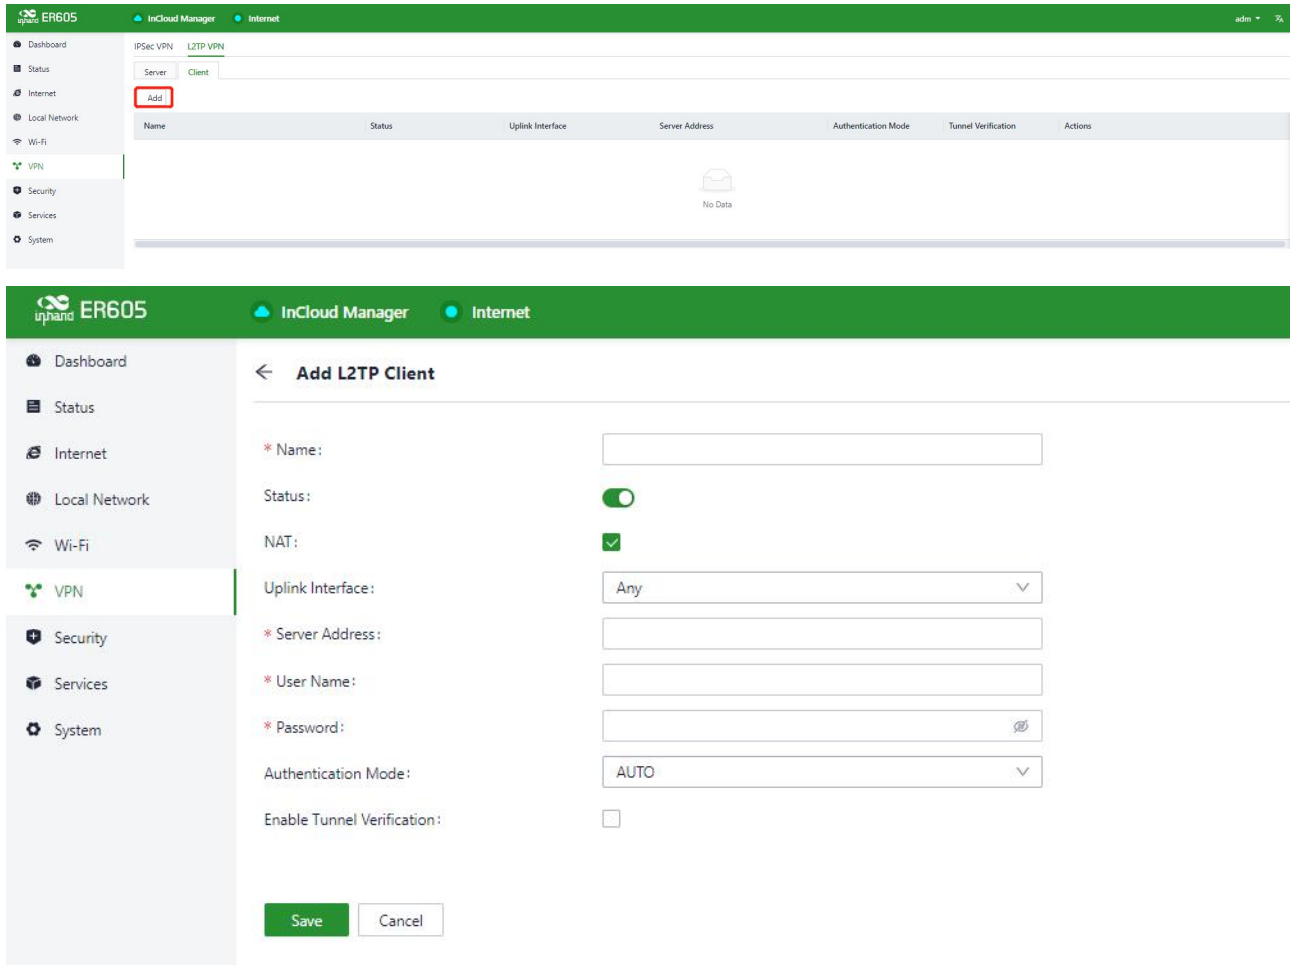 inhand ER605 InCloud Manager Internet adm
Dashboard
Status
Internet
Local Network
Wi-Fi
VPN
Security
Services
System
IPSec VPN L2TP VPN
Server Client
Add
Name Status Uplink Interface Server Address Authentication Mode Tunnel Verification Actions
No Data
inhand ER605 InCloud Manager Internet
Dashboard
Status
Internet
Local Network
Wi-Fi
VPN
Security
Services
System
Add L2TP Client
* Name:
Status:
NAT:
Uplink Interface: Any
* Server Address:
* User Name:
* Password:
Authentication Mode: AUTO
Enable Tunnel Verification:
Save Cancel